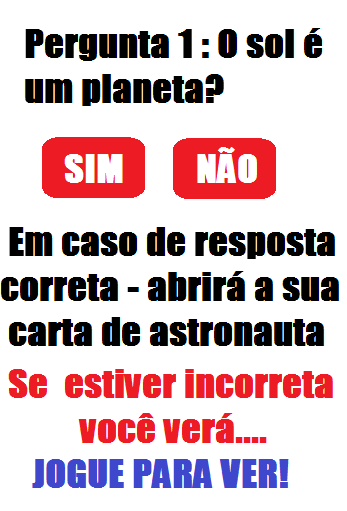 Pergunta 1 : O sol é
um planeta?
SIM NÃO
Em caso de resposta
correta - abrirá a sua
carta de astronauta
Se estiver incorreta
você verá....
JOGUE PARA VER!